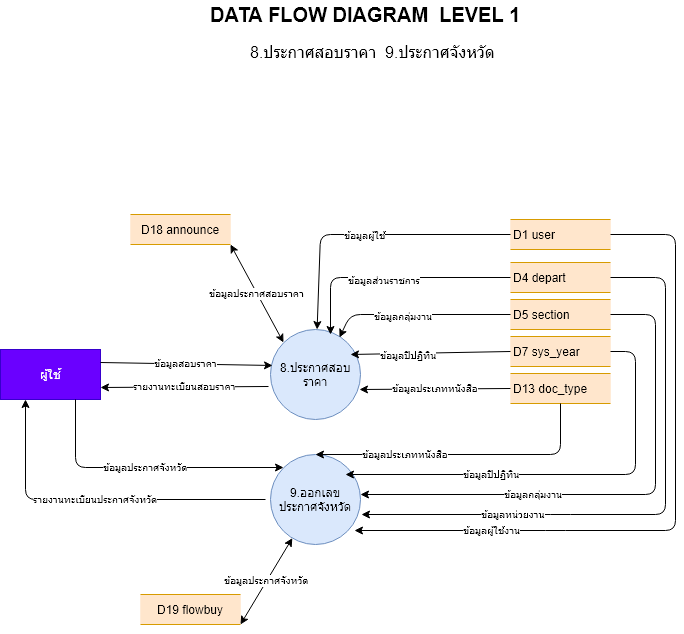 DATA FLOW DIAGRAM LEVEL 1
8.ประกาศสอบราคา 9.ประกาศจังหวัด
D18 announce
D1 user
ข้อมูลผู้ใช้
D4 depart
ข้อมูลส่วนราชการ
ข้อมูลประกาศสอบราคา
D5 section
ข้อมูลกลุ่มงาน
D7 sys_year
ข้อมูลปีปฏิทิน
ผู้ใช้
ข้อมูลสอบราคา
8.ประกาศสอบ
ราคา
รายงานทะเบียนสอบราคา
ข้อมูลประเภทหนังสือ
D13 doc_type
ข้อมูลประเภทหนังสือ
ข้อมูลประกาศจังหวัด
ข้อมูลปีปฏิทิน
9.ออกเลข
ประกาศจังหวัด
ข้อมูลกลุ่มงาน
รายงานทะเบียนประกาศจังหวัด
ข้อมูลหน่วยงาน
ข้อมูลผู้ใช้งาน
ข้อมูลประกาศจังหวัด
D19 flowbuy